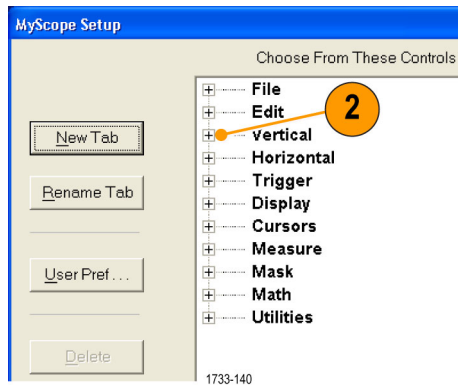 MyScope Setup
Choose From These Controls
File
Edit
2
Vertical
Horizontal
Trigger
Display
Cursors
Measure
Mask
Math
Utilities
New Tab
Rename Tab
User Pref . . .
Delete
1733-140